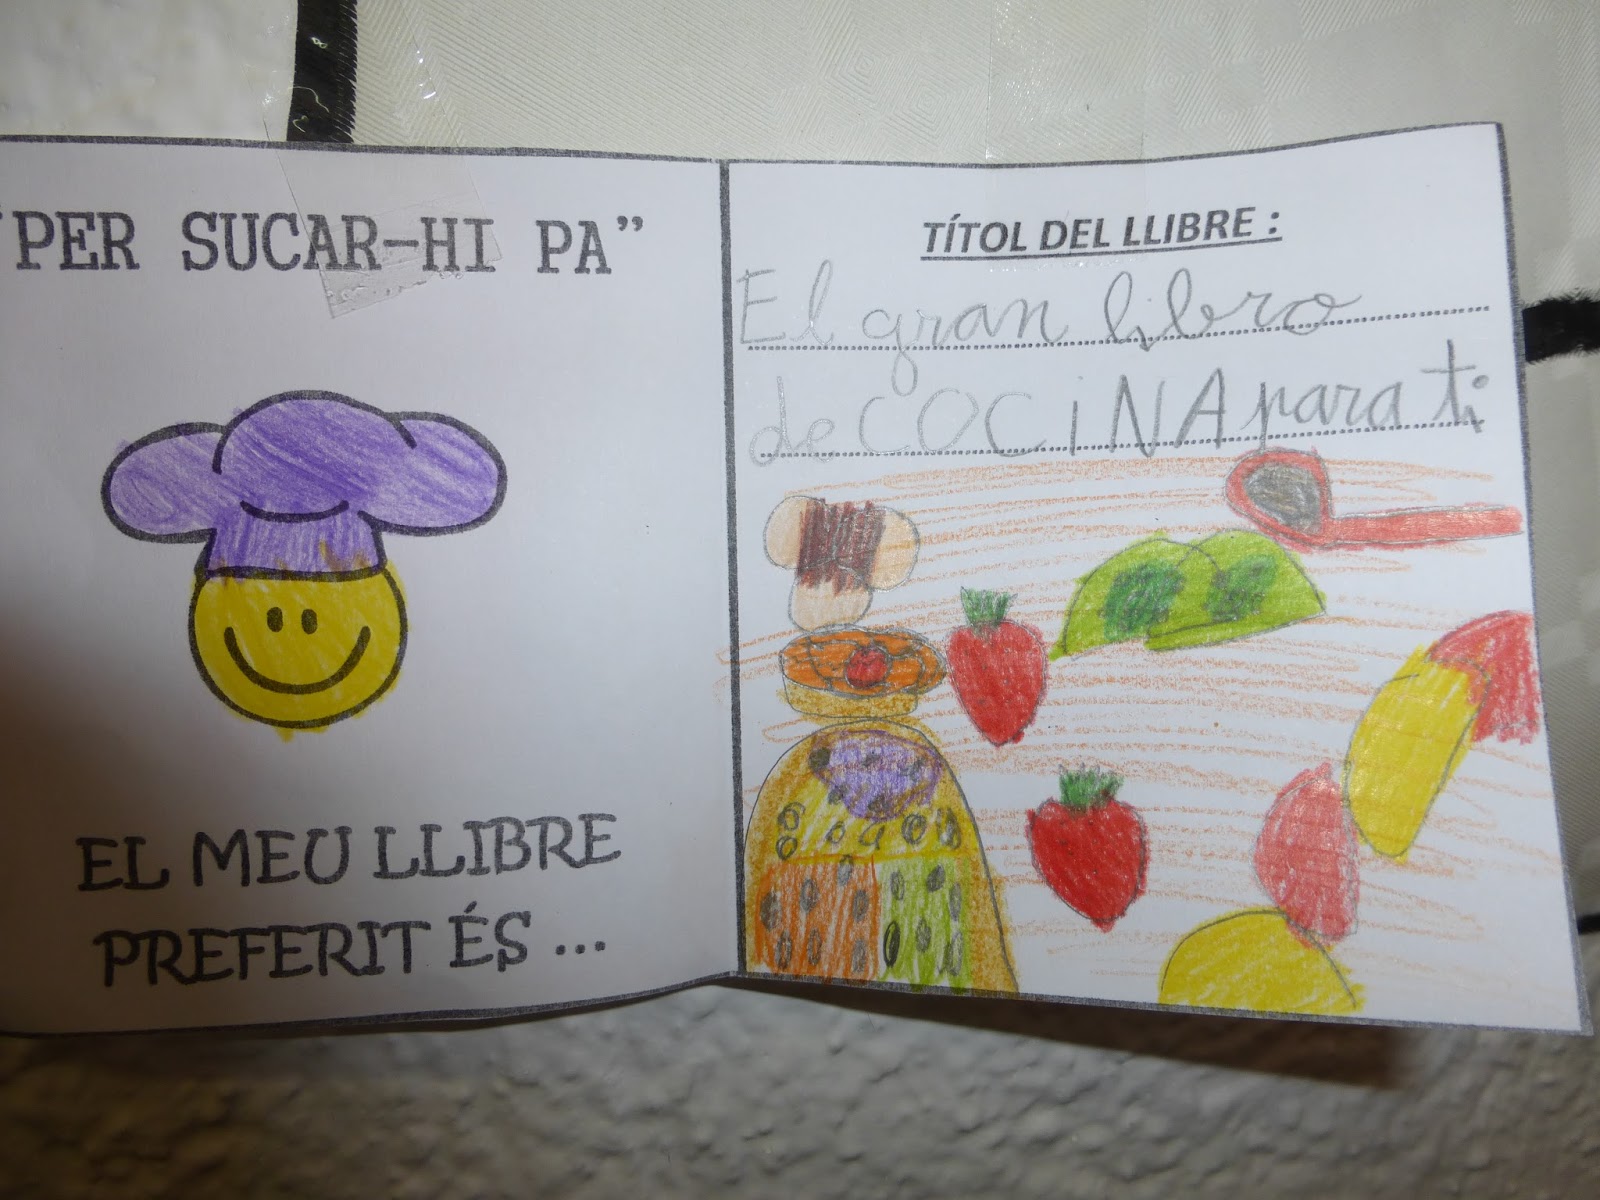 "PER SUCAR-HI PA"
EL MEU LLIBRE
PREFERIT ÉS ...
TÍTOL DEL LLIBRE :
El gran libro
de COCiNA para ti